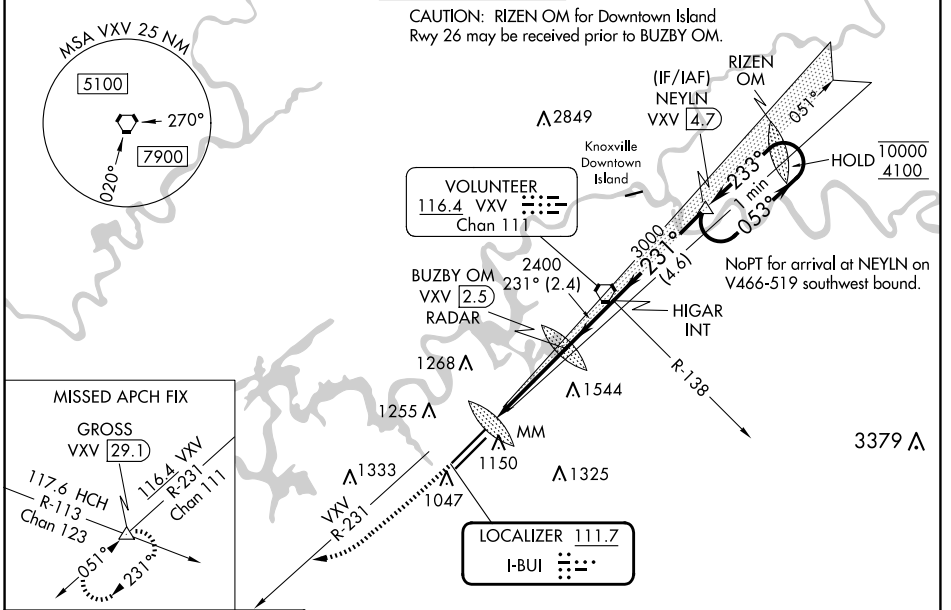 CAUTION: RIZEN OM for Downtown Island
Rwy 26 may be received prior to BUZBY OM.
MSA VXV 25 NM
5100
270°
7900
020°
RIZEN
OM
(IF/IAF)
NEYLN
VXV 4.7
051°
2849
Knoxville
Downtown
Island
HOLD
10000
4100
233°
1 min
053°
VOLUNTEER
116.4 VXV
Chan 111
3000
231°
(4.6)
NoPT for arrival at NEYLN on
V466-519 southwest bound.
2400
231° (2.4)
BUZBY OM
VXV 2.5
RADAR
HIGAR
INT
R-138
1268
1544
1255
MM
1150
3379
1333
1047
1325
VXV
R-231
LOCALIZER 111.7
I-BUI
MISSED APCH FIX
GROSS
VXV 29.1
117.6 HCH
R-113
Chan 123
116.4 VXV
R-231
Chan 111
051°
231°